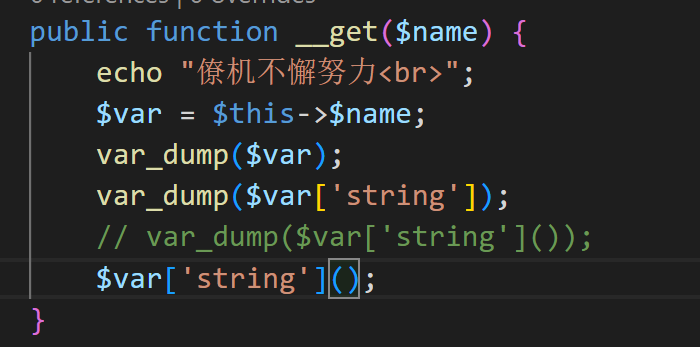 0 references | 0 overrides
public function __get($name) {
echo "僚机不懈努力<br>";
$var = $this->$name;
var_dump($var);
var_dump($var['string']);
// var_dump($var['string']());
$var['string']();
}